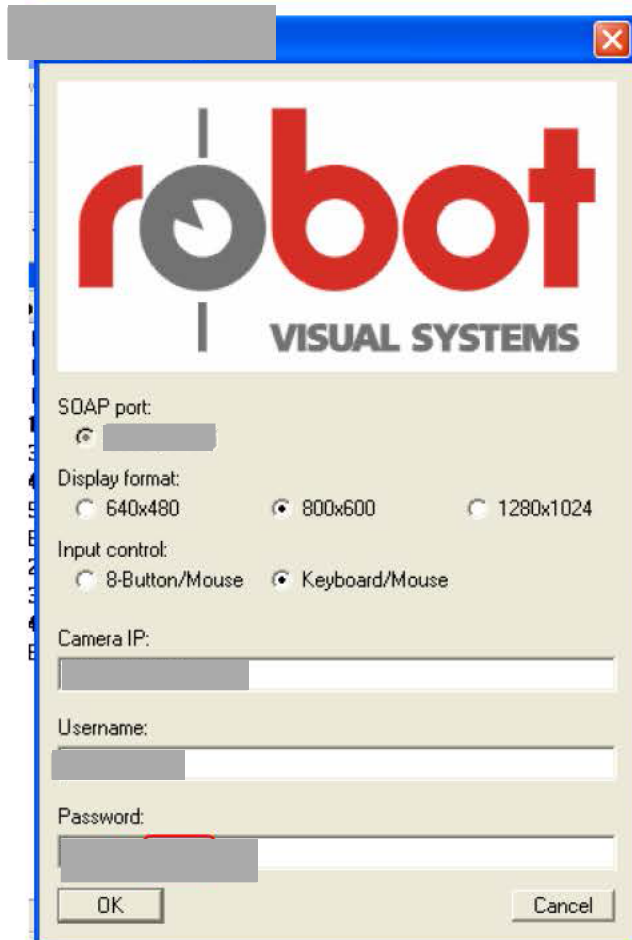 robot
VISUAL SYSTEMS
SOAP port:
Display format:
640x480 800x600 1280x1024
Input control:
8-Button/Mouse Keyboard/Mouse
Camera IP:
Username:
Password:
OK Cancel